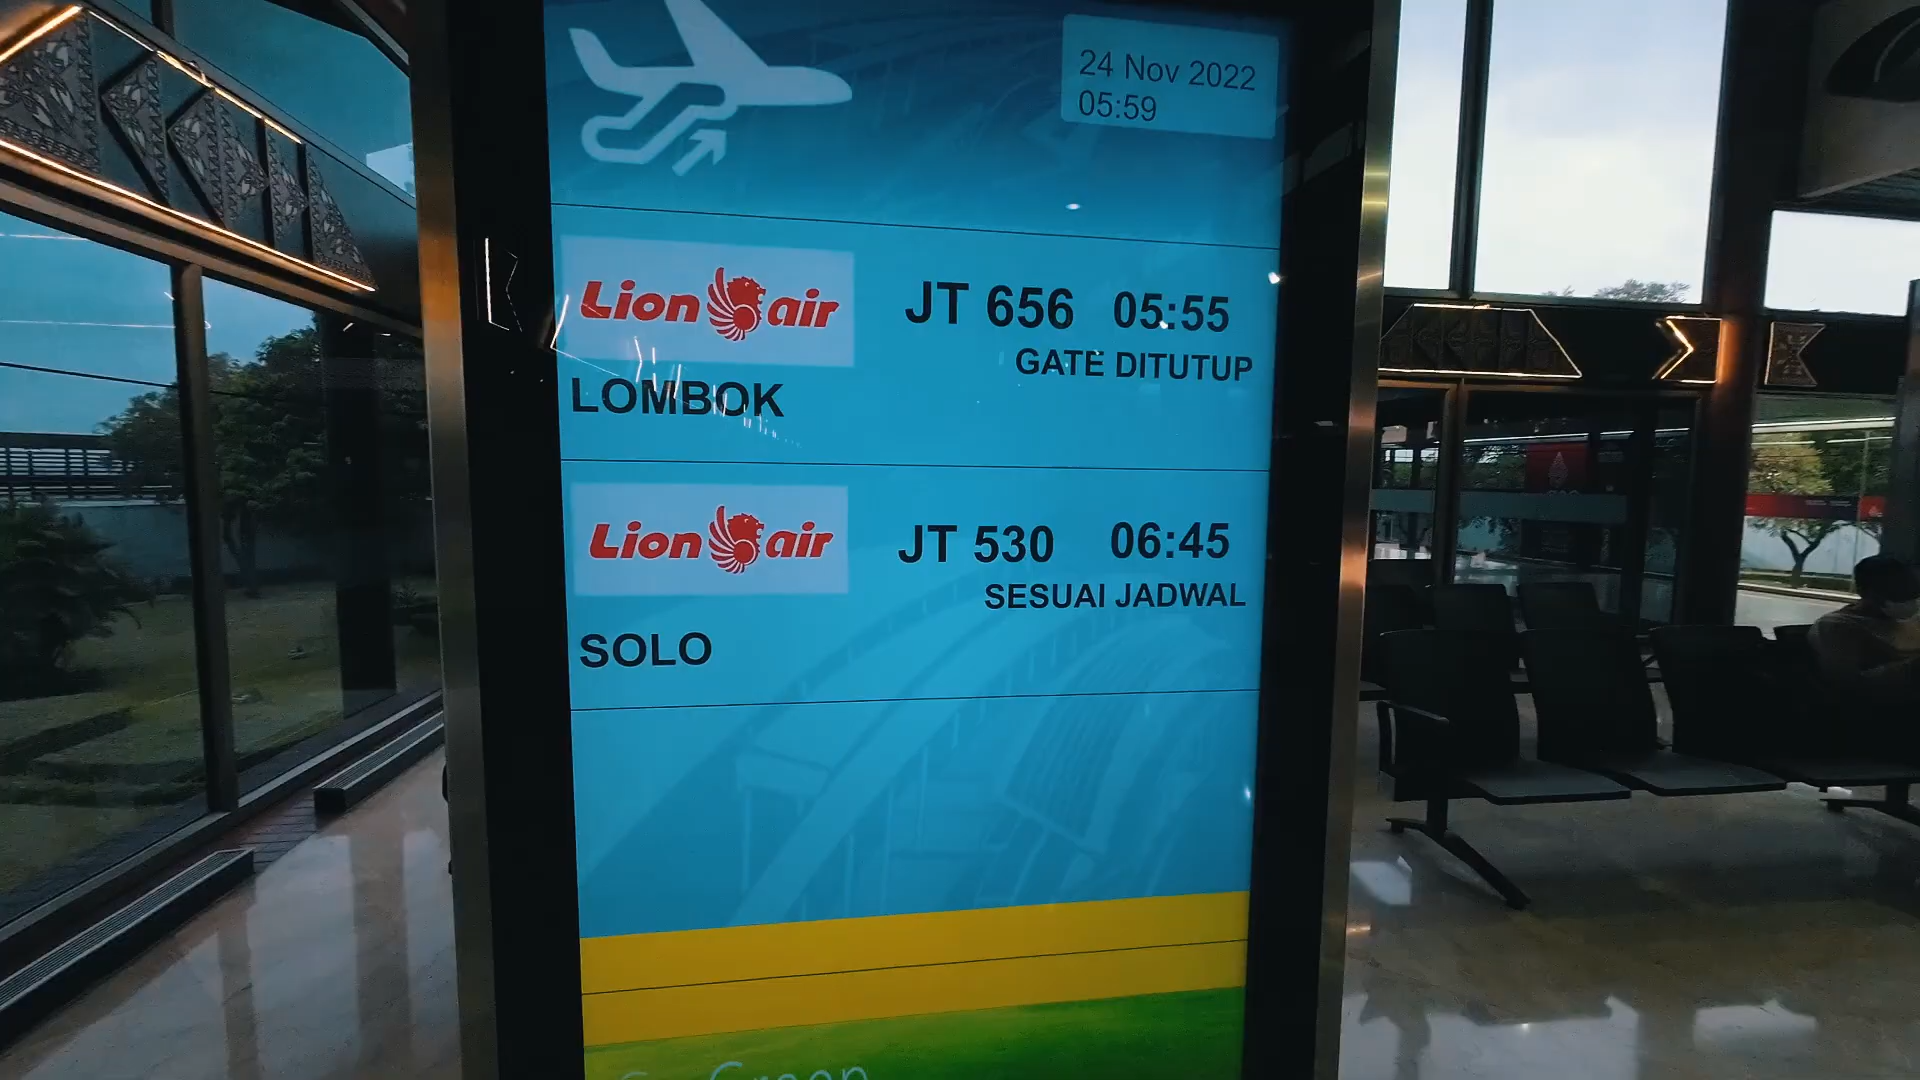 24 Nov 2022
05:59
Lion air JT 656 05:55
GATE DITUTUP
LOMBOK
Lion air JT 530 06:45
SESUAI JADWAL
SOLO
Green